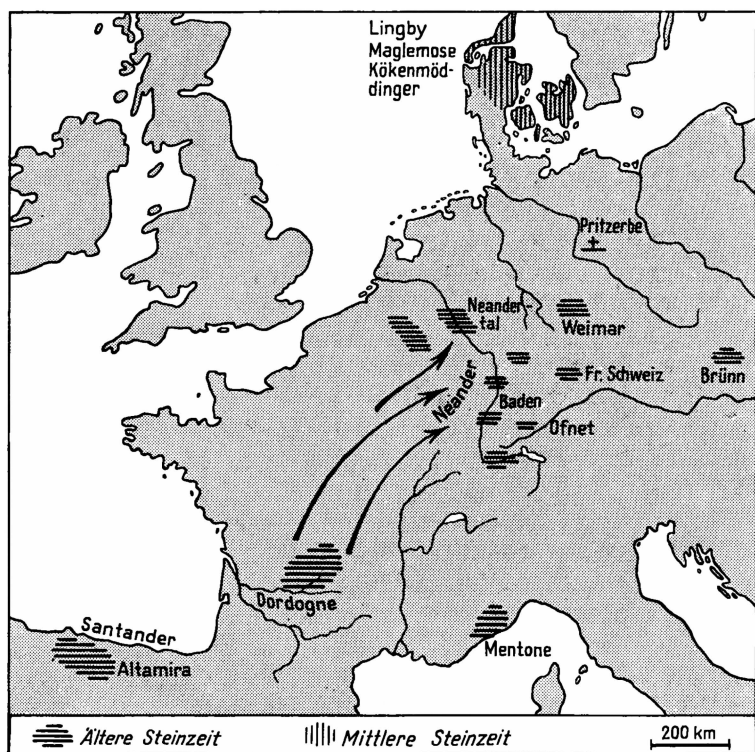 Lingby
Maglemose
Kökenmöd-
dinger
Pritzerbe
Neander-
tal
Weimar
Neander
Fr. Schweiz
Brünn
Baden
Ofnet
Dordogne
Santander
Altamira
Mentone
Ältere Steinzeit
Mittlere Steinzeit
200 km